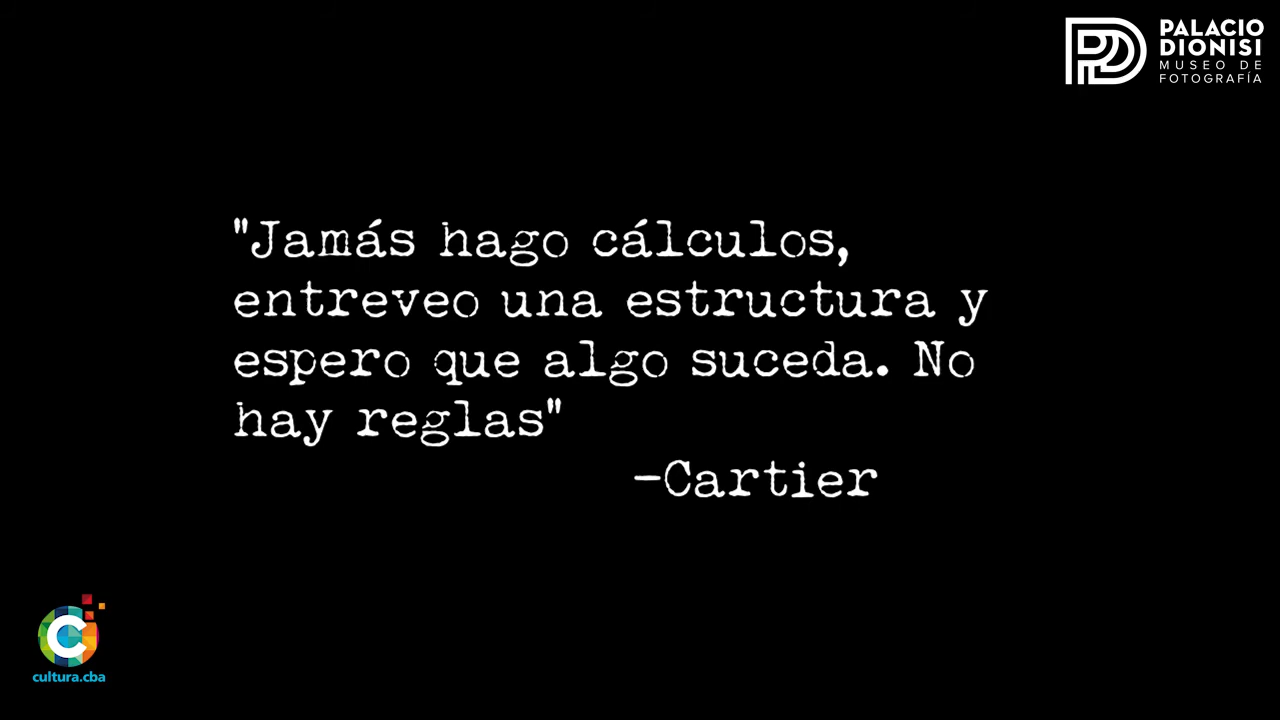 PALACIO
DIONISI
MUSEO DE
FOTOGRAFÍA
"Jamás hago cálculos,
entreveo una estructura y
espero que algo suceda. No
hay reglas"
-Cartier
cultura.cba